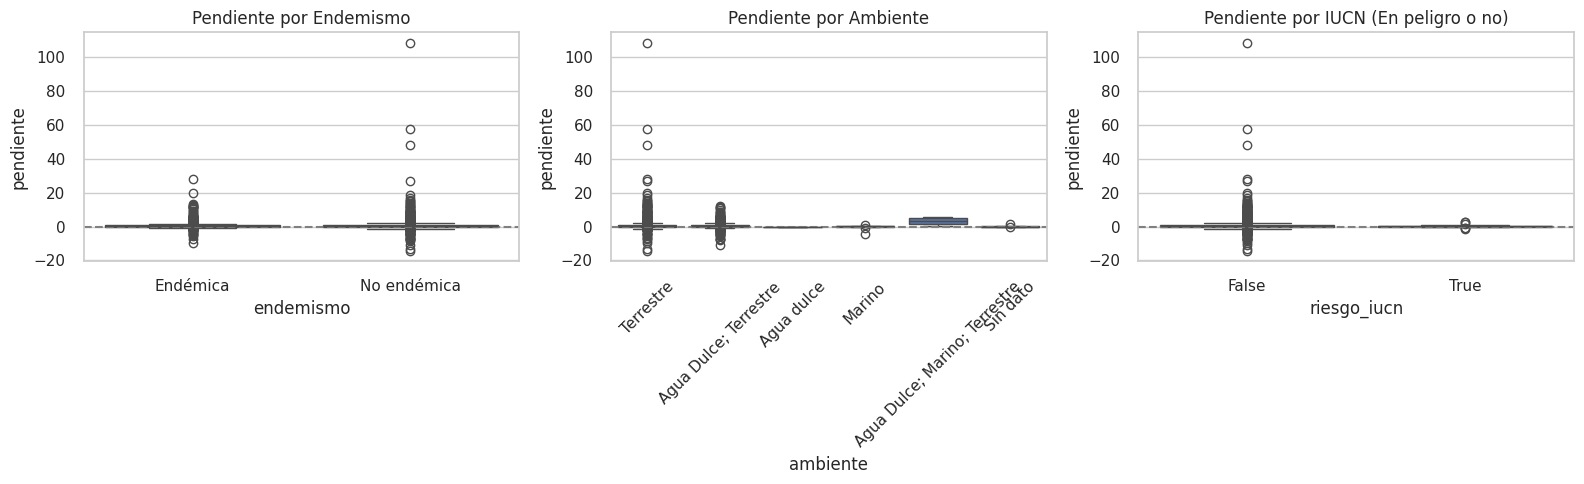 Pendiente por Endemismo
pendiente
100
80
60
40
20
0
−20
Endémica
No endémica
endemismo
Pendiente por Ambiente
pendiente
100
80
60
40
20
0
−20
Terrestre
Agua Dulce; Terrestre
Agua dulce
Marino
Agua Dulce; Marino; Terrestre
Sin dato
ambiente
Pendiente por IUCN (En peligro o no)
pendiente
100
80
60
40
20
0
−20
False
True
riesgo_iucn